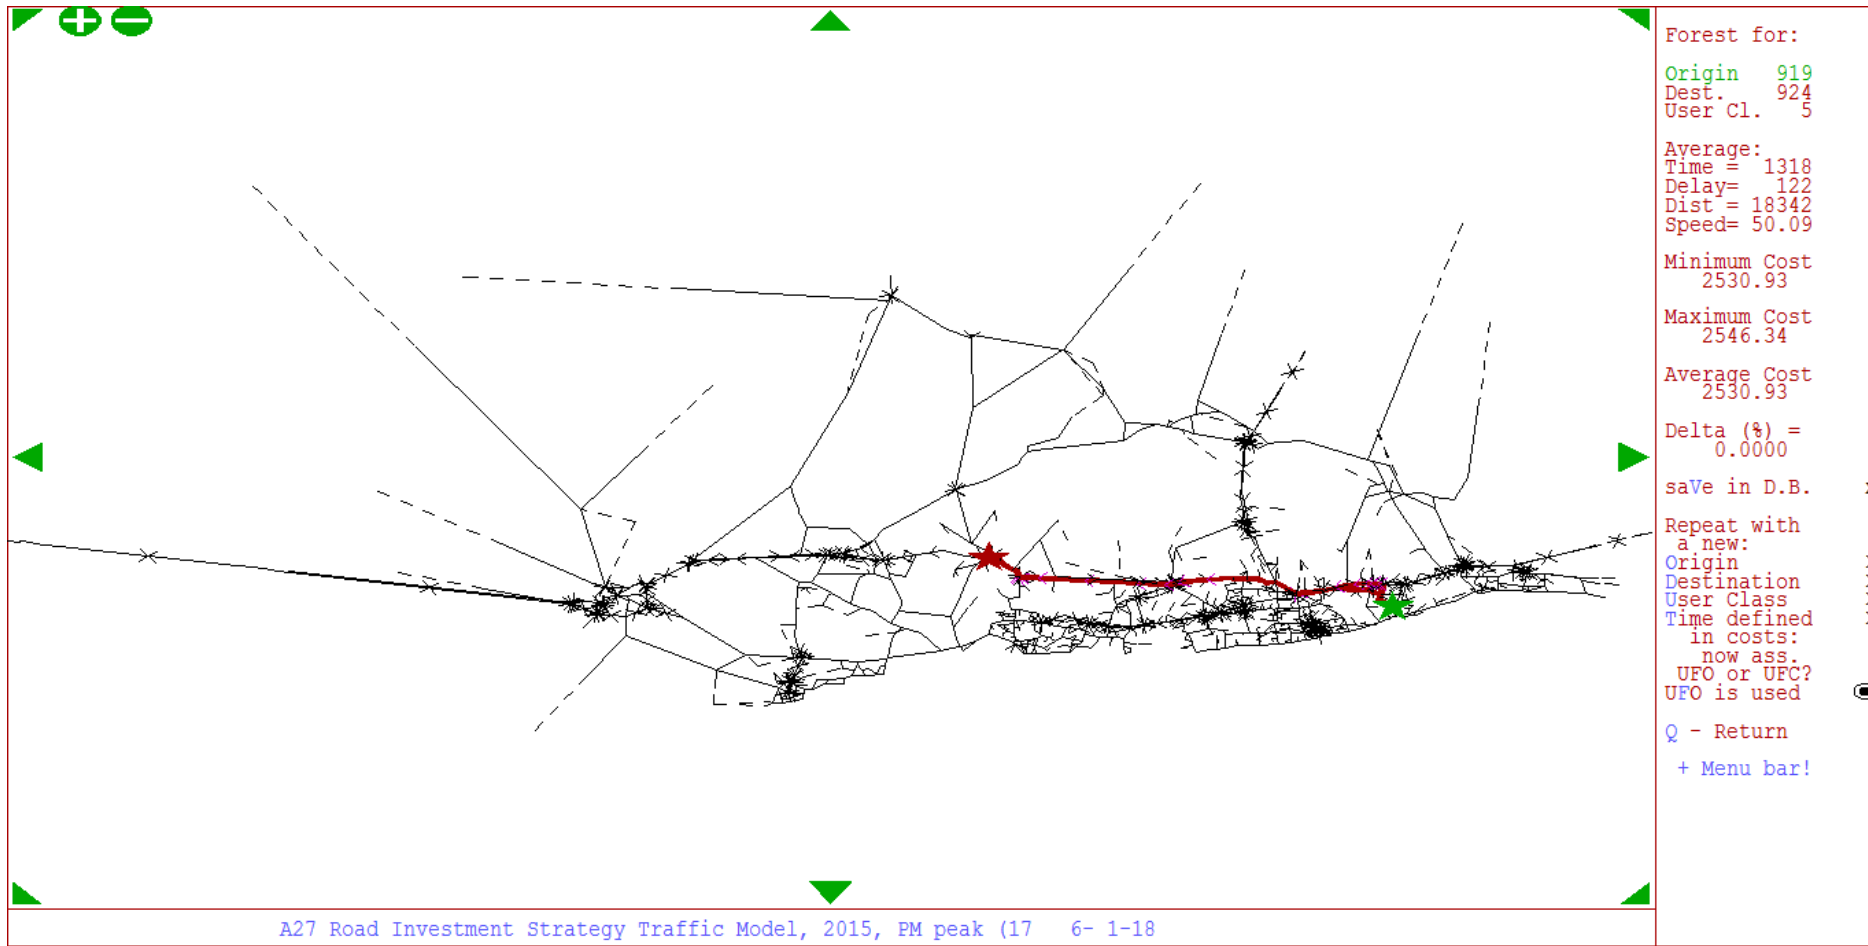 Forest for:
Origin 919
Dest. 924
User Cl. 5
Average:
Time = 1318
Delay= 122
Dist = 18342
Speed= 50.09
Minimum Cost
2530.93
Maximum Cost
2546.34
Average Cost
2530.93
Delta (%) =
0.0000
saVe in D.B.
Repeat with
a new:
Origin
Destination
User Class
Time defined
in costs:
now ass.
UFO or UFC?
UFO is used
Q - Return
+ Menu bar!
A27 Road Investment Strategy Traffic Model, 2015, PM peak (17 6- 1-18